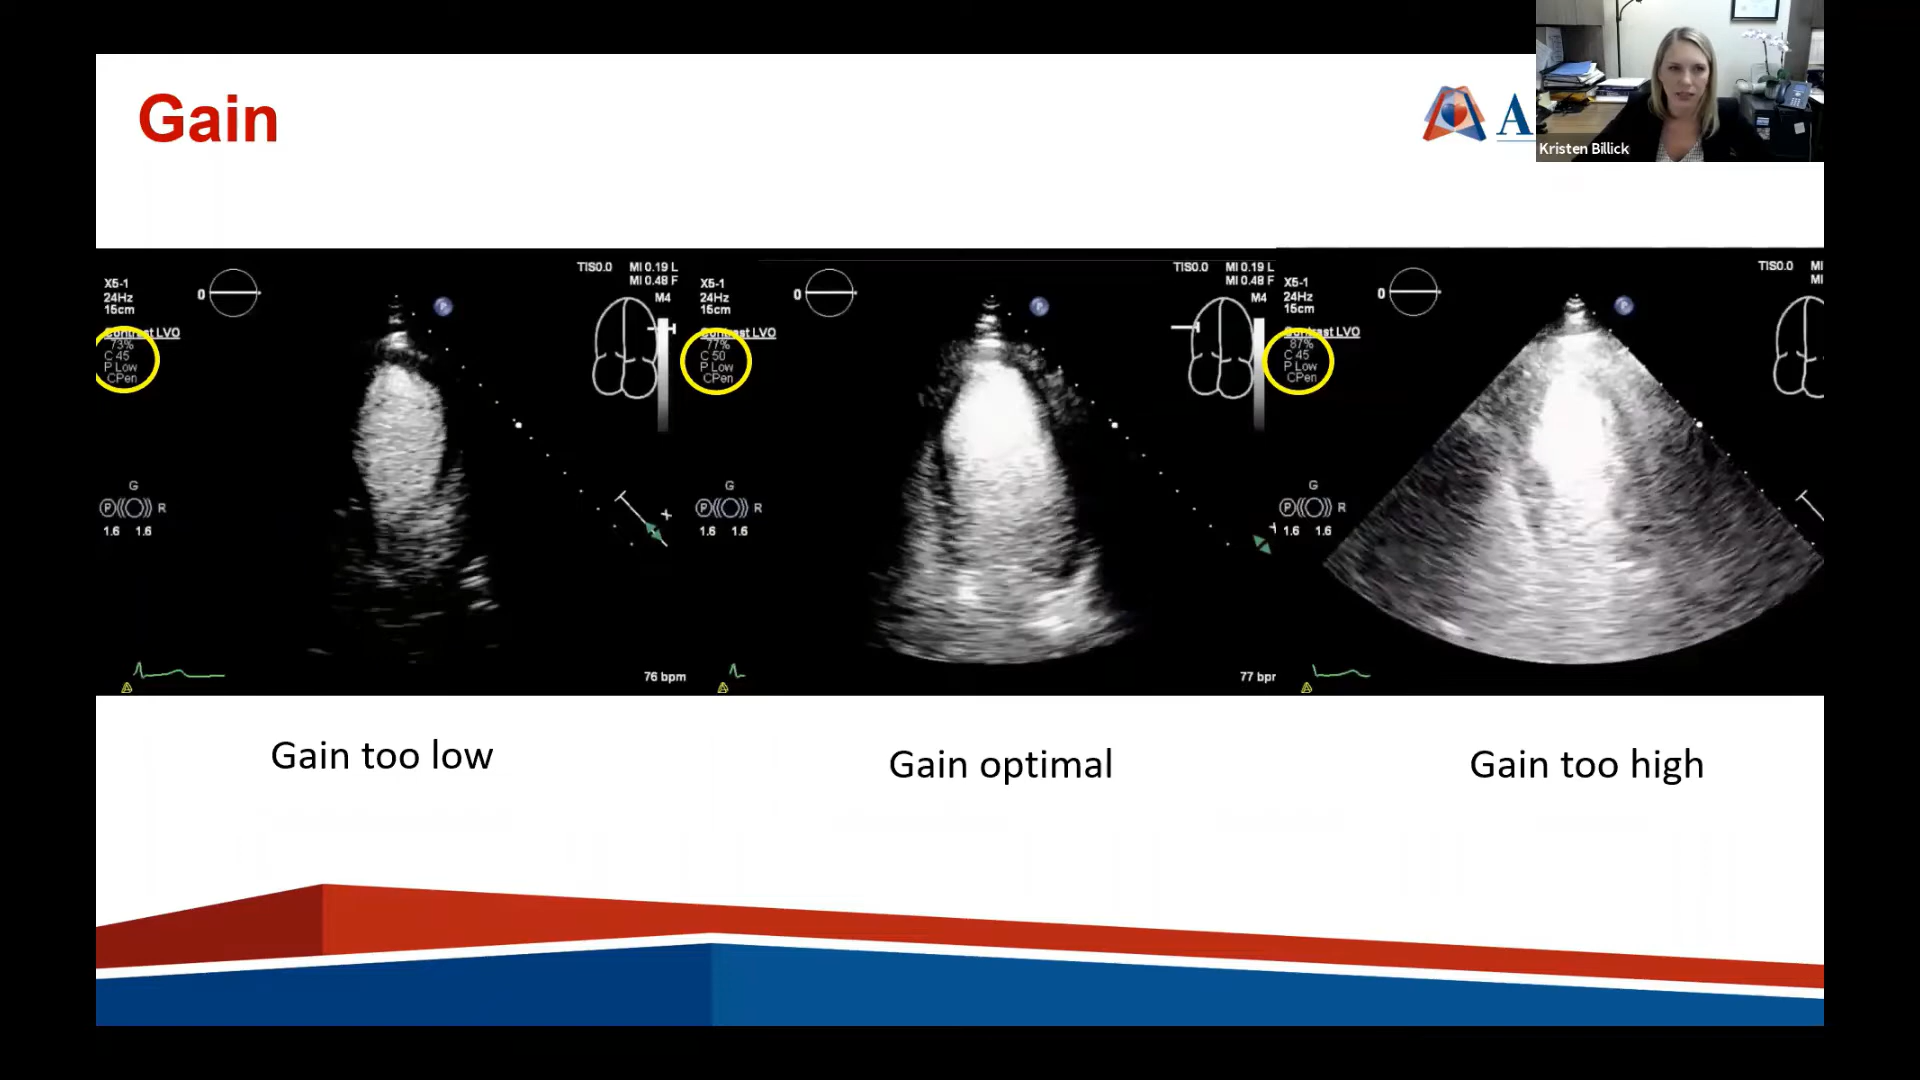 Gain
A
Kristen Billick
TIS0.0 MI 0.19 L
MI 0.48 F
M4
X5-1
24Hz
15cm
0
Contrast LVO
73%
C 45
P Low
CPen
G
P R
1.6 1.6
76 bpm
TIS0.0 MI 0.19 L
MI 0.48 F
M4
X5-1
24Hz
15cm
0
Contrast LVO
77%
C 50
P Low
CPen
G
P R
1.6 1.6
77 bpr
TIS0.0 MI
MI
X5-1
24Hz
15cm
0
Contrast LVO
87%
C 45
P Low
CPen
G
P R
1.6 1.6
Gain too low
Gain optimal
Gain too high